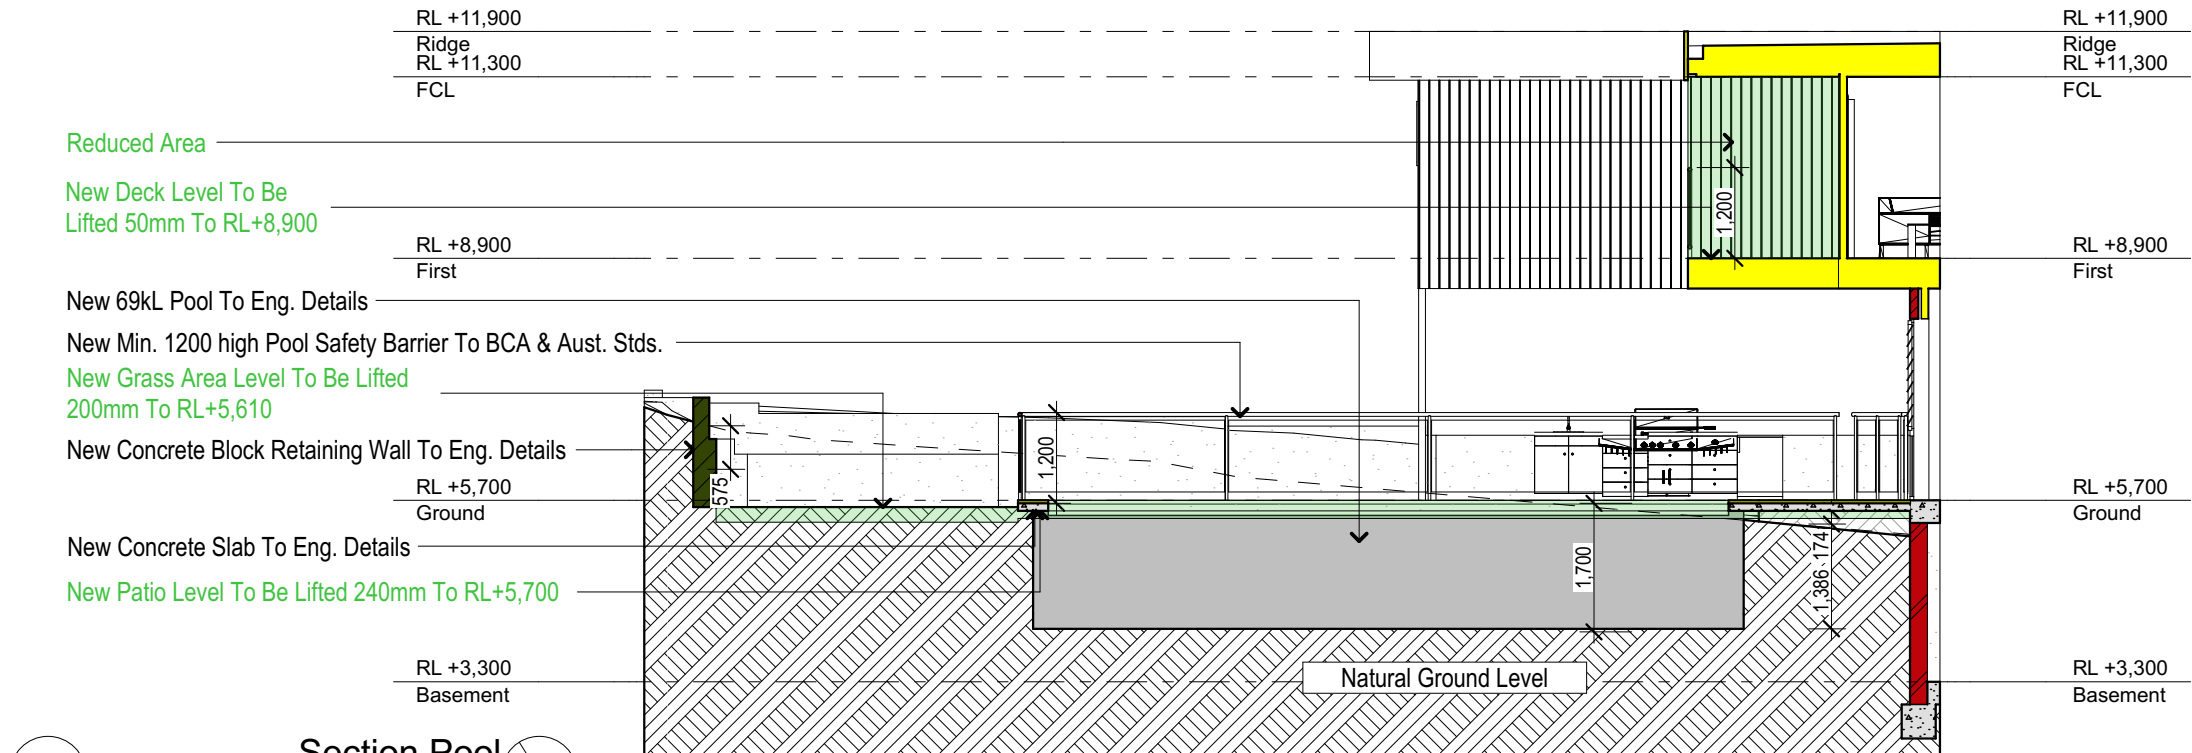 RL +11,900
Ridge
RL +11,300
FCL
RL +11,900
Ridge
RL +11,300
FCL
Reduced Area
New Deck Level To Be
Lifted 50mm To RL+8,900
1,200
RL +8,900
First
RL +8,900
First
New 69kL Pool To Eng. Details
New Min. 1200 high Pool Safety Barrier To BCA & Aust. Stds.
New Grass Area Level To Be Lifted
200mm To RL+5,610
New Concrete Block Retaining Wall To Eng. Details
575
1,200
RL +5,700
Ground
RL +5,700
Ground
New Concrete Slab To Eng. Details
1,700
1,386
174
New Patio Level To Be Lifted 240mm To RL+5,700
RL +3,300
Basement
Natural Ground Level
RL +3,300
Basement
Section Pool